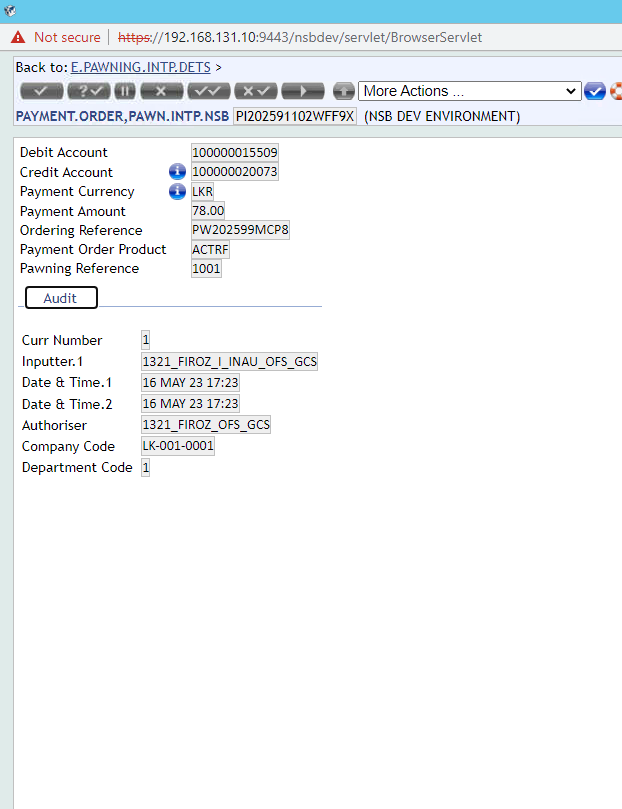 Not secure | https://192.168.131.10:9443/nsbdev/servlet/BrowserServlet
Back to: E.PAWNING.INTP.DETS >
More Actions ...
PAYMENT.ORDER,PAWN.INTP.NSB PI202591102WFF9X (NSB DEV ENVIRONMENT)
Debit Account 100000015509
Credit Account 100000020073
Payment Currency LKR
Payment Amount 78.00
Ordering Reference PW202599MCP8
Payment Order Product ACTRF
Pawning Reference 1001
Audit
Curr Number 1
Inputter.1 1321_FIROZ_I_INAU_OFS_GCS
Date & Time.1 16 MAY 23 17:23
Date & Time.2 16 MAY 23 17:23
Authoriser 1321_FIROZ_OFS_GCS
Company Code LK-001-0001
Department Code 1